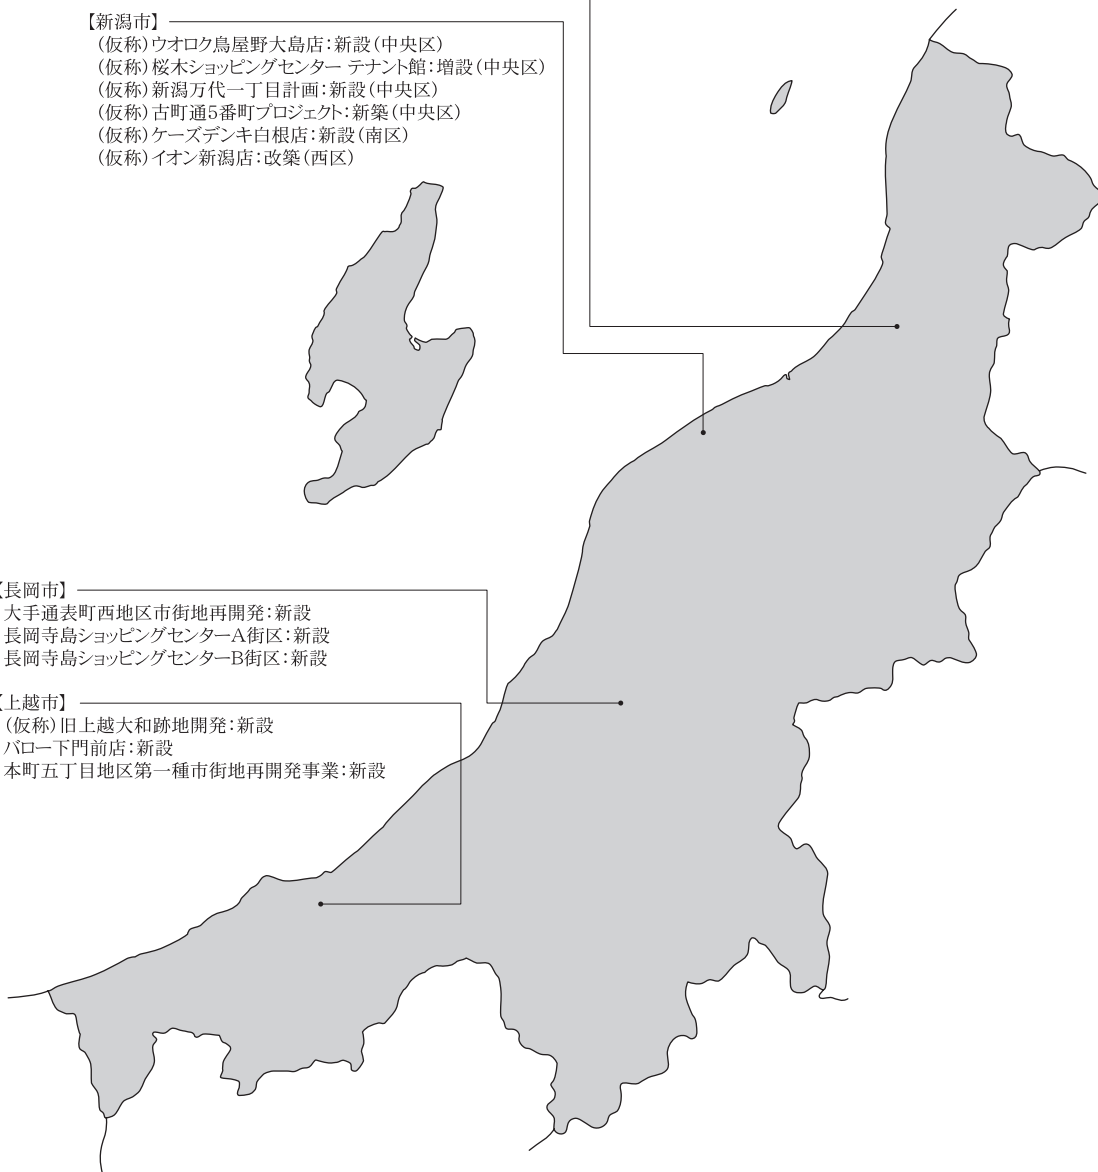 【新潟市】
(仮称)ウオロク鳥屋野大島店：新設(中央区)
(仮称)桜木ショッピングセンター テナント館：増設(中央区)
(仮称)新潟万代一丁目計画：新設(中央区)
(仮称)古町通5番町プロジェクト：新築(中央区)
(仮称)ケーズデンキ白根店：新設(南区)
(仮称)イオン新潟店：改築(西区)
【長岡市】
大手通表町西地区市街地再開発：新設
長岡寺島ショッピングセンターA街区：新設
長岡寺島ショッピングセンターB街区：新設
【上越市】
(仮称)旧上越大和跡地開発：新設
バロー下門前店：新設
本町五丁目地区第一種市街地再開発事業：新設